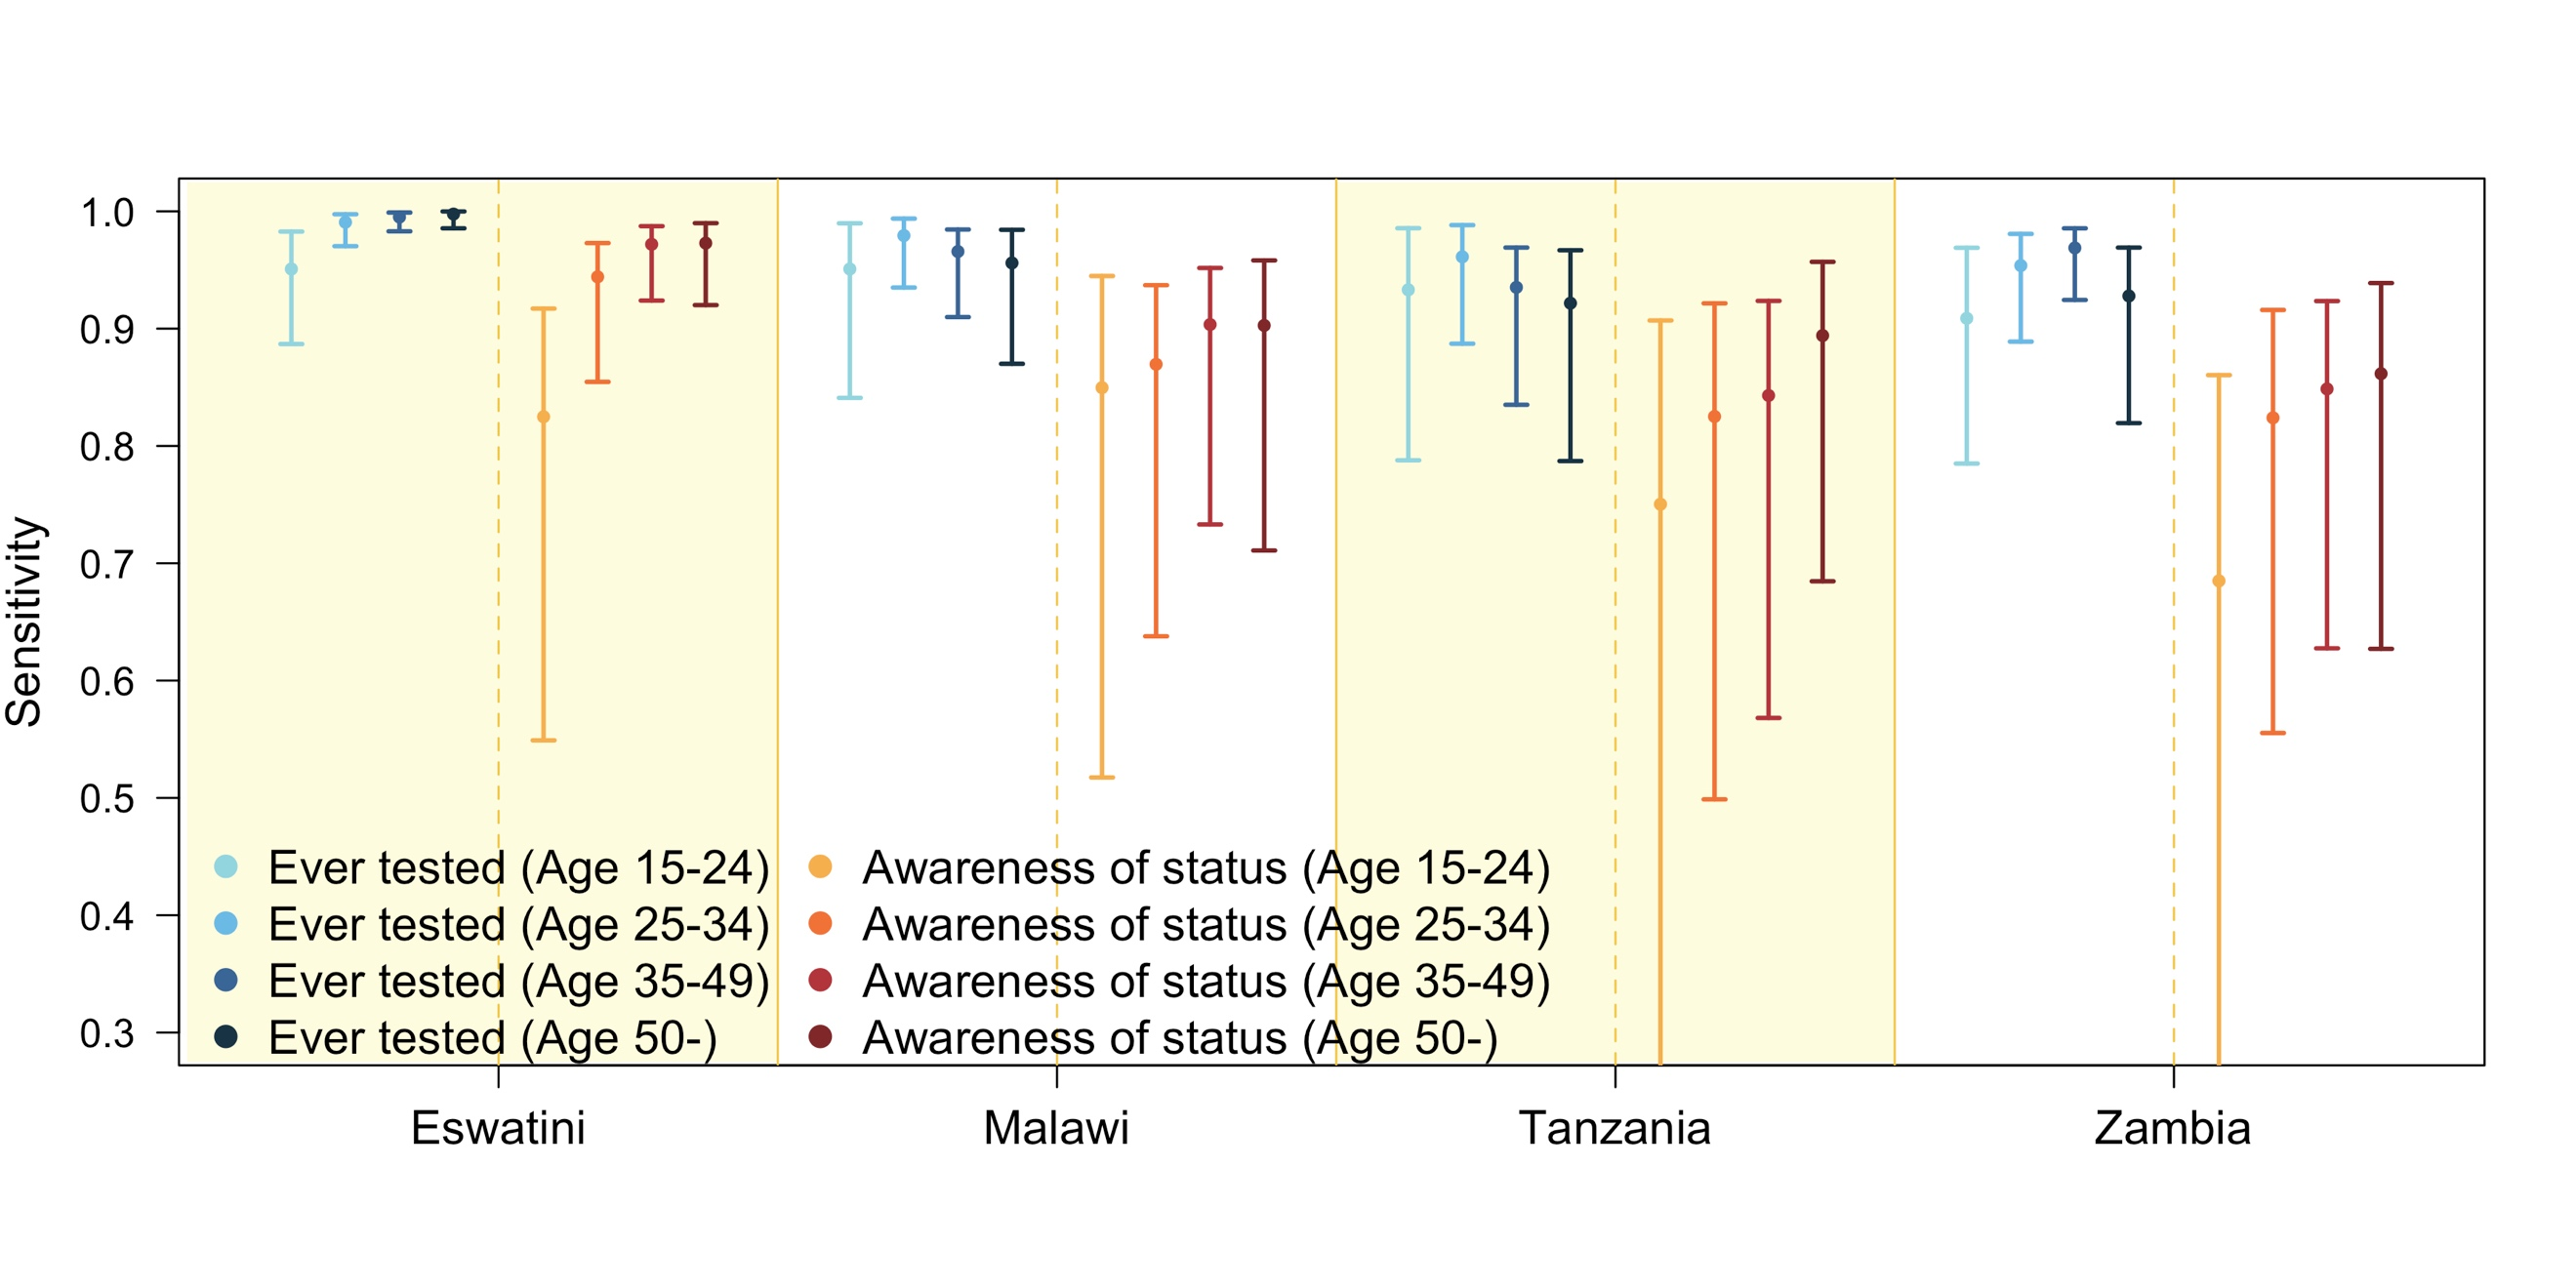 Sensitivity
1.0
0.9
0.8
0.7
0.6
0.5
0.4
0.3
Ever tested (Age 15-24)
Ever tested (Age 25-34)
Ever tested (Age 35-49)
Ever tested (Age 50-)
Awareness of status (Age 15-24)
Awareness of status (Age 25-34)
Awareness of status (Age 35-49)
Awareness of status (Age 50-)
Eswatini
Malawi
Tanzania
Zambia